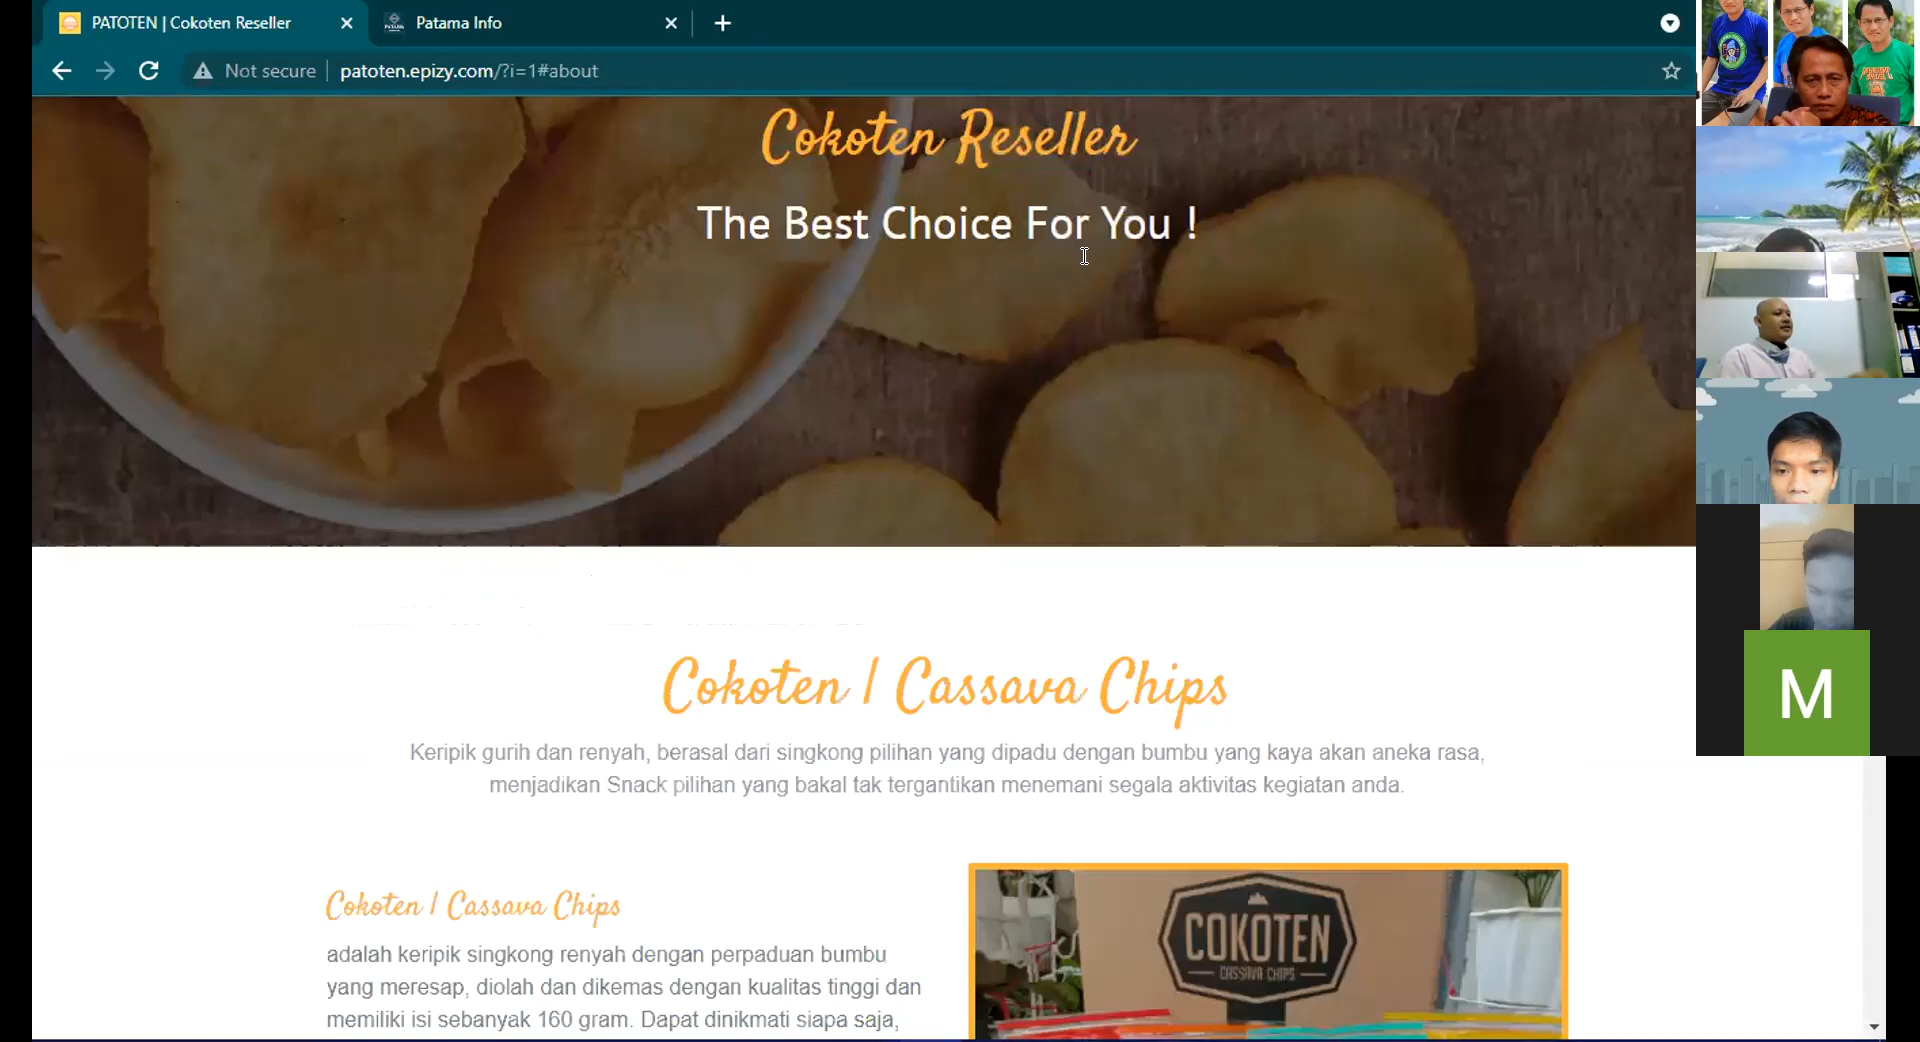 PATOTEN | Cokoten Reseller
Patama Info
Not secure
patoten.epizy.com/?i=1#about
Cokoten Reseller
The Best Choice For You !
Cokoten | Cassava Chips
Keripik gurih dan renyah, berasal dari singkong pilihan yang dipadu dengan bumbu yang kaya akan aneka rasa,
menjadikan Snack pilihan yang bakal tak tergantikan menemani segala aktivitas kegiatan anda.
Cokoten | Cassava Chips
adalah keripik singkong renyah dengan perpaduan bumbu
yang meresap, diolah dan dikemas dengan kualitas tinggi dan
memiliki isi sebanyak 160 gram. Dapat dinikmati siapa saja,
COKOTEN
CASSAVA CHIPS
M